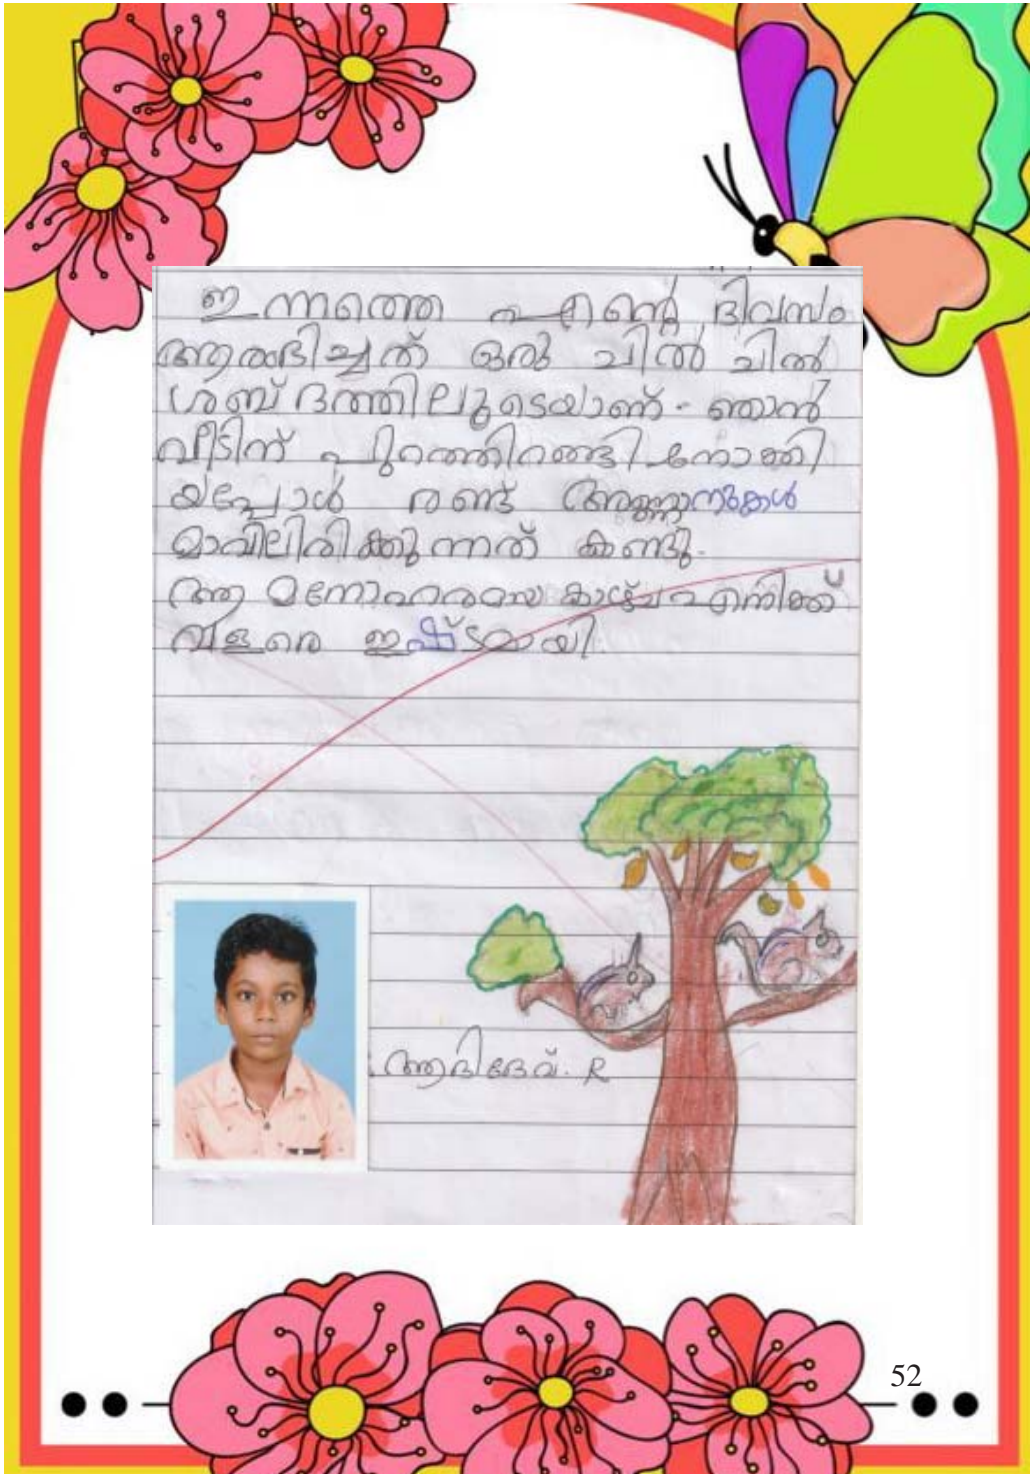 ഇന്നത്തെ എന്റെ ദിവസം
ആരംഭിച്ചത് ഒരു ചിൽ ചിൽ
ശബ്ദത്തിലൂടെയാണ്. ഞാൻ
വീടിന് പുറത്തിറങ്ങി നോക്കി
യപ്പോൾ രണ്ട് അണ്ണാനുകൾ
മാവിലിരിക്കുന്നത് കണ്ടു.
ആ മനോഹരമായ കാഴ്ച എനിക്ക്
വളരെ ഇഷ്ടമായി.
ആദിദേവ്. R
52